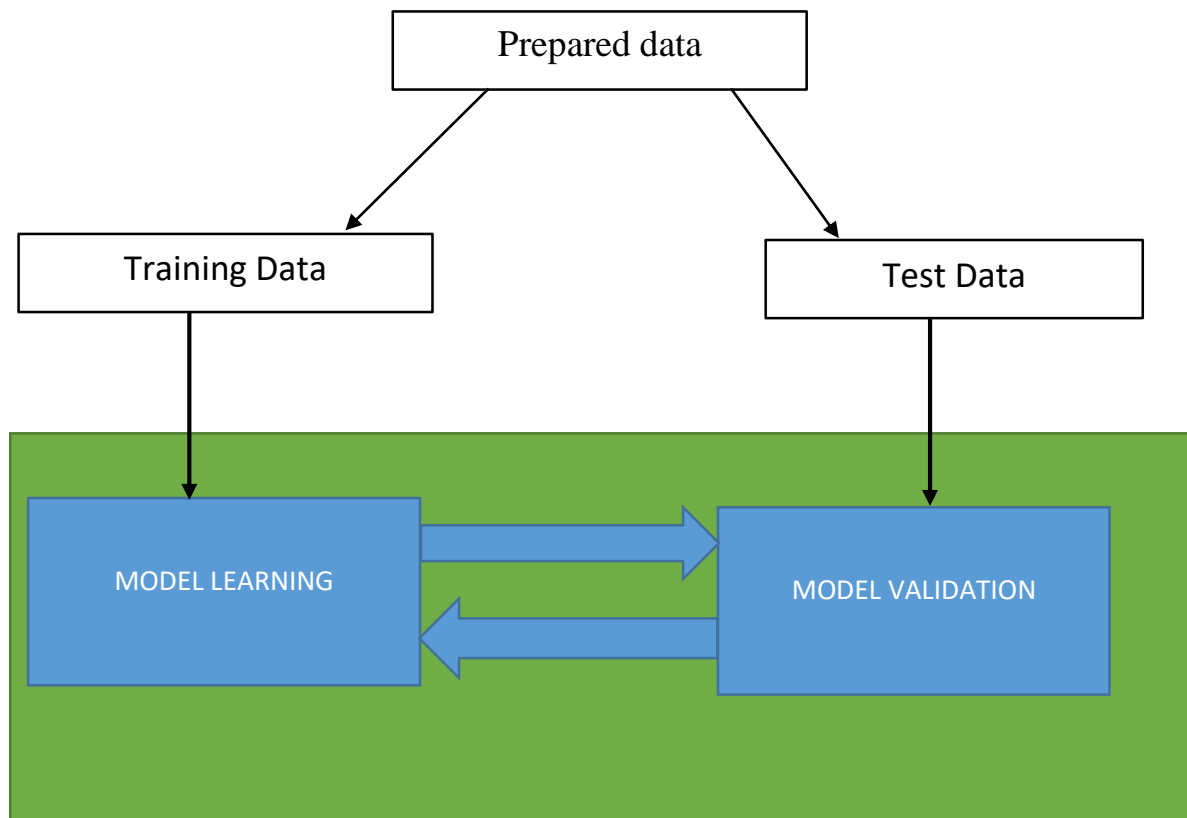 Prepared data
Training Data
Test Data
MODEL LEARNING
MODEL VALIDATION